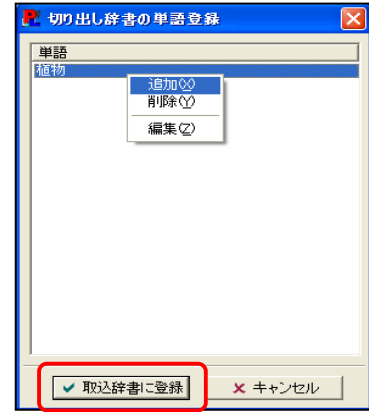 切り出し辞書の単語登録
単語
植物
追加(X)
削除(Y)
編集(Z)
取込辞書に登録
キャンセル